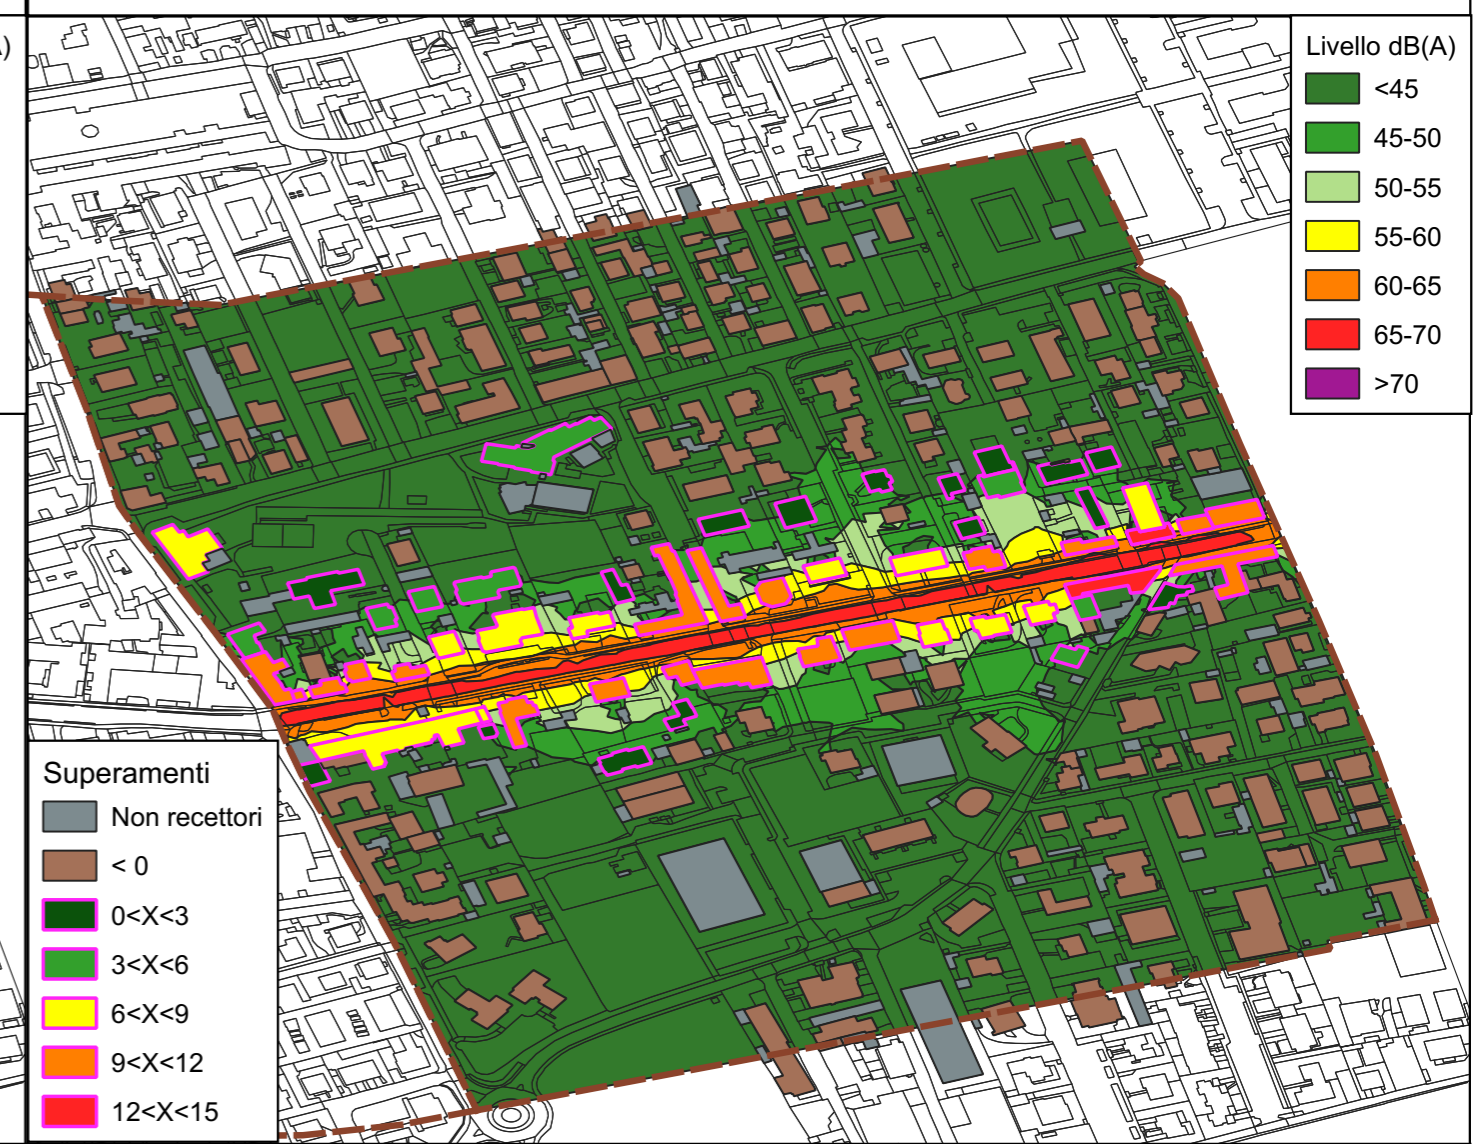 A)
Livello dB(A)
<45
45-50
50-55
55-60
60-65
65-70
>70
Superamenti
Non recettori
< 0
0<X<3
3<X<6
6<X<9
9<X<12
12<X<15